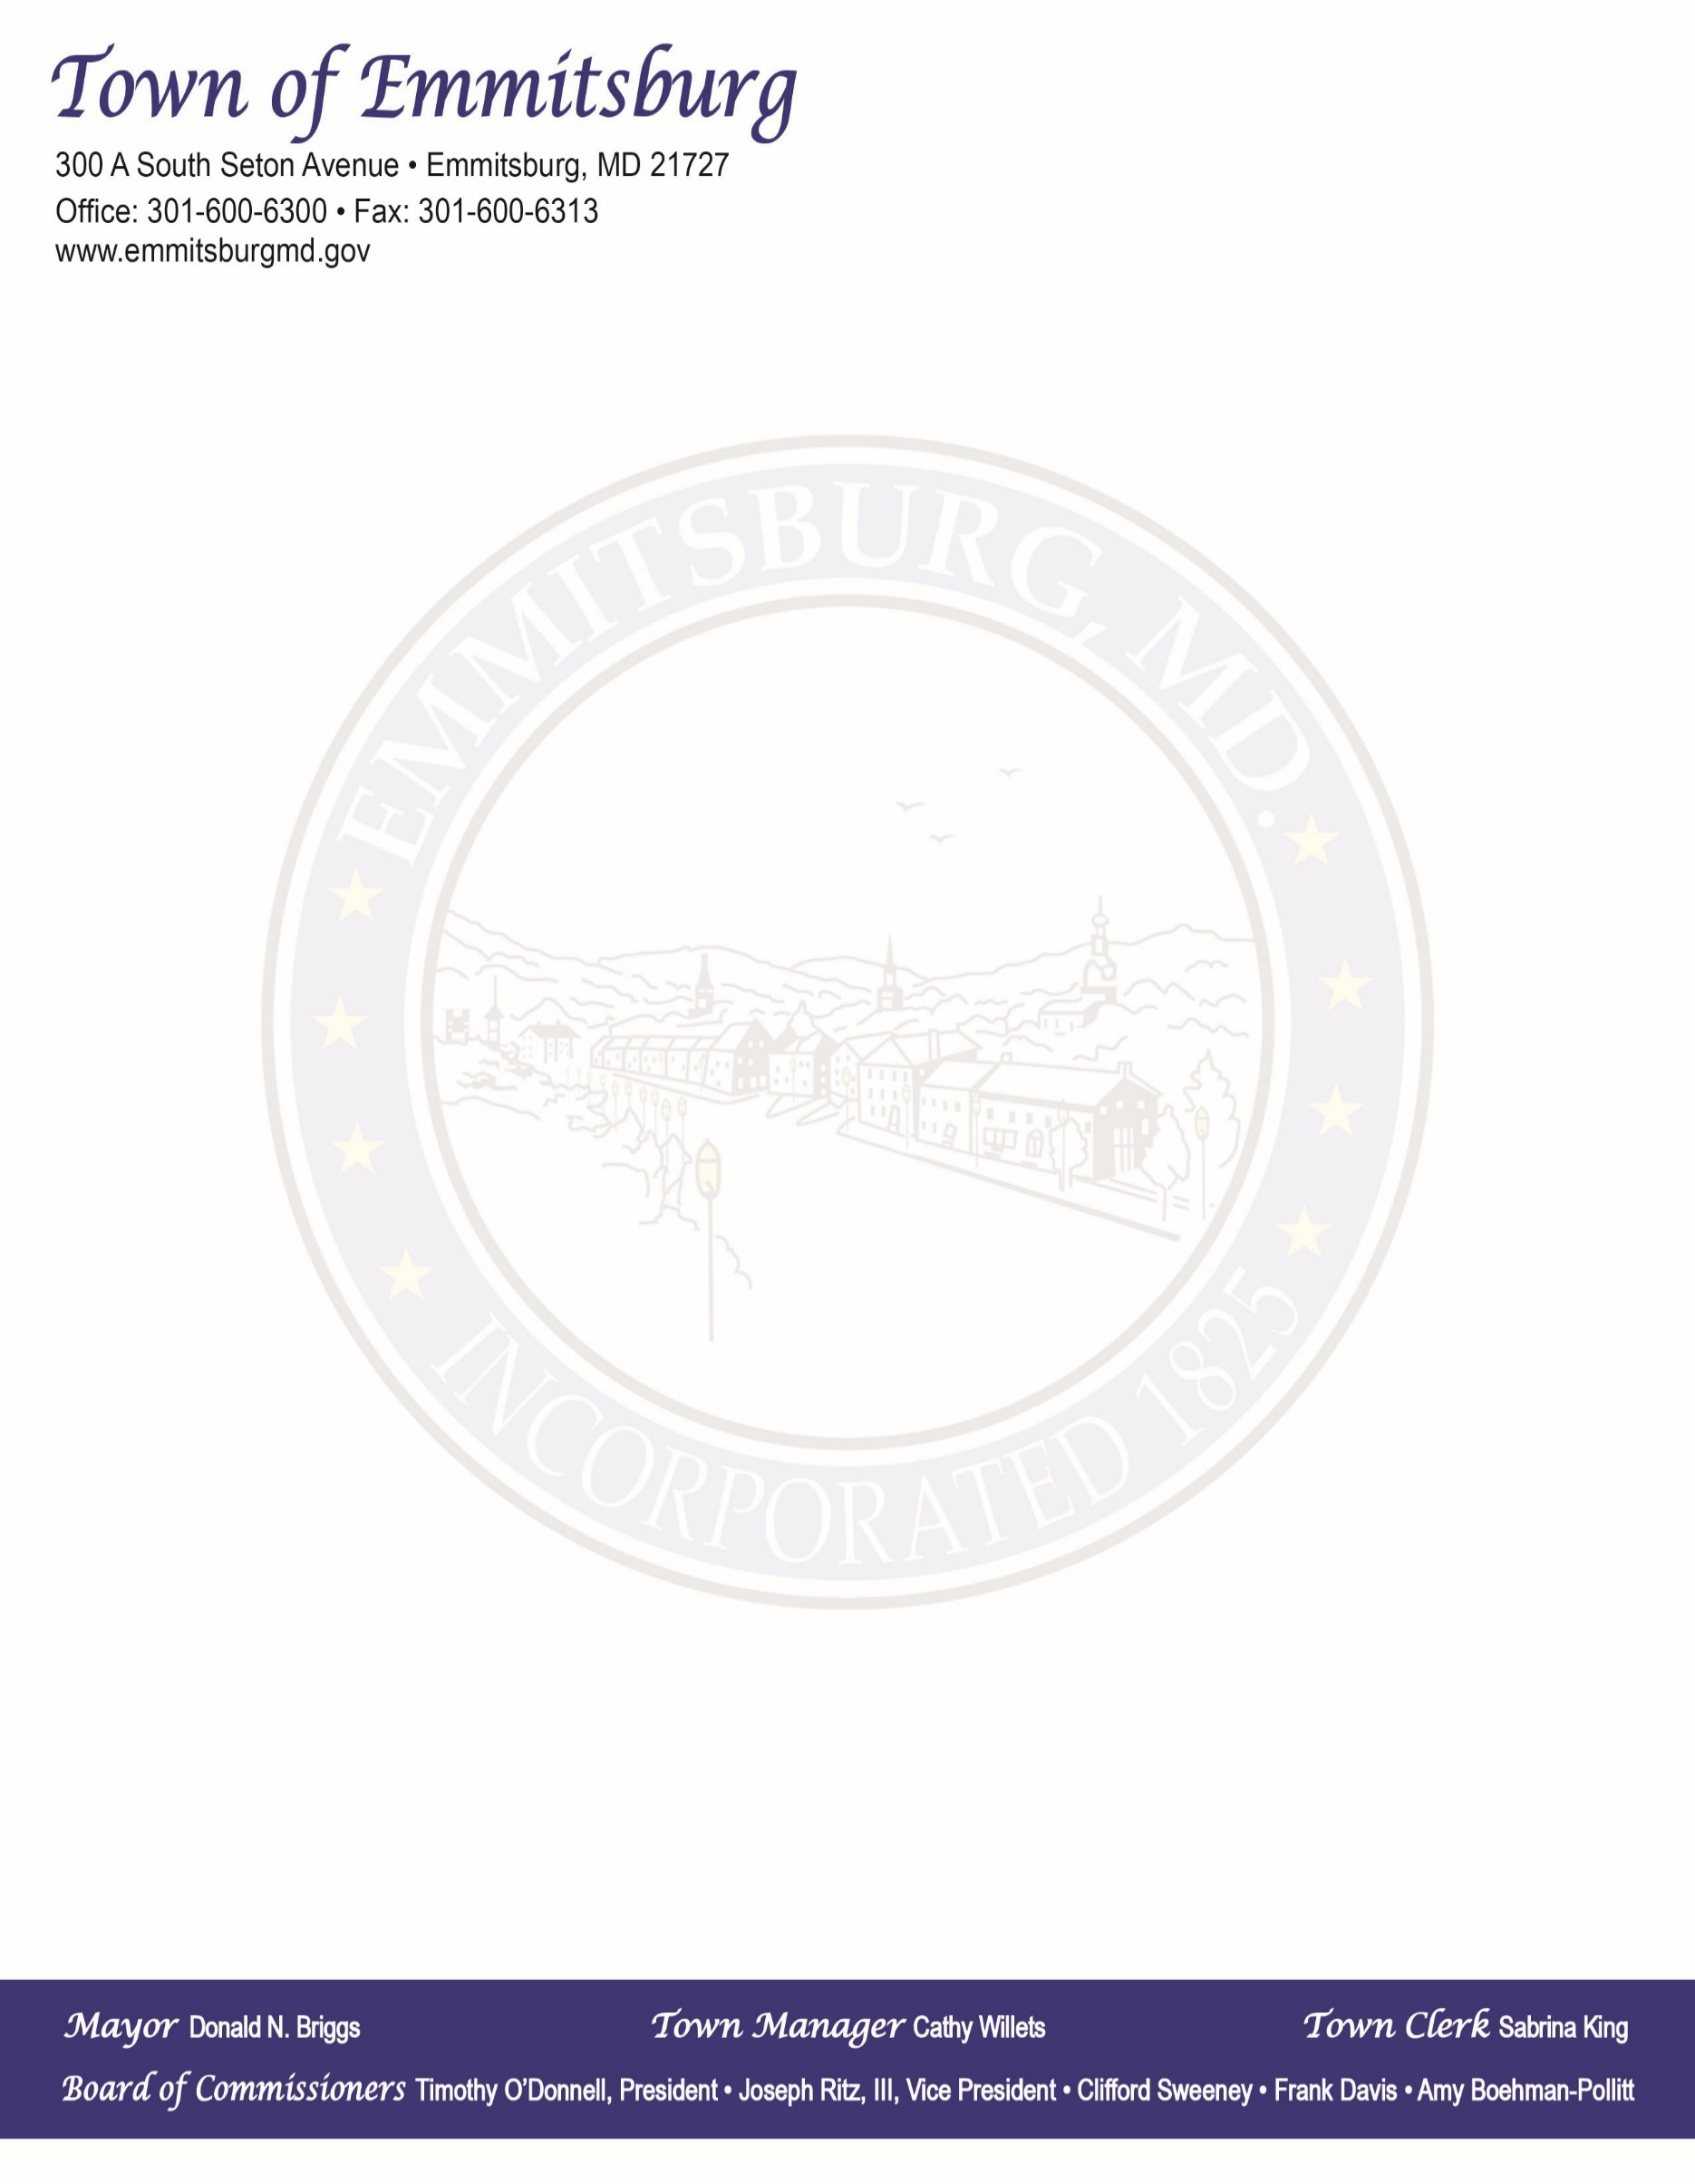 Town of Emmitsburg
300 A South Seton Avenue • Emmitsburg, MD 21727
Office: 301-600-6300 • Fax: 301-600-6313
www.emmitsburgmd.gov
EMMITSBURG, MD.
INCORPORATED 1825
Mayor Donald N. Briggs Town Manager Cathy Willets Town Clerk Sabrina King
Board of Commissioners Timothy O’Donnell, President • Joseph Ritz, III, Vice President • Clifford Sweeney • Frank Davis • Amy Boehman-Pollitt